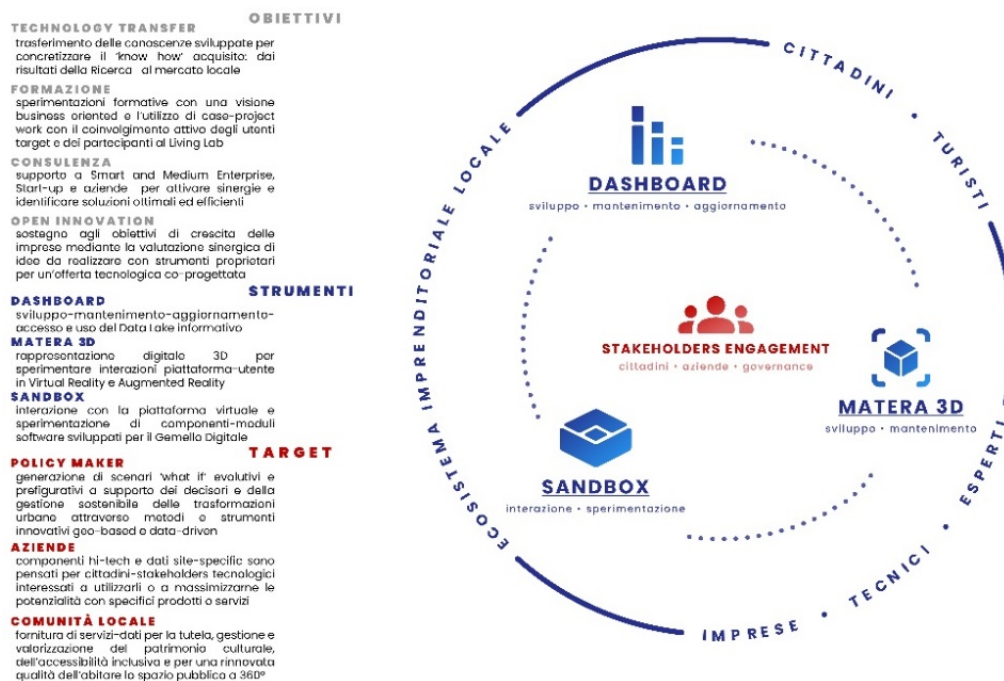 OBIETTIVI
TECHNOLOGY TRANSFER
trasferimento delle conoscenze sviluppate per
concretizzare il 'know how' acquisito: dai
risultati della Ricerca al mercato locale
FORMAZIONE
sperimentazioni formative con una visione
business oriented e l'utilizzo di case-project
work con il coinvolgimento attivo degli utenti
target e dei partecipanti al Living Lab
CONSULENZA
supporto a Smart and Medium Enterprise,
Start-up e aziende per attivare sinergie e
identificare soluzioni ottimali ed efficienti
OPEN INNOVATION
sostegno agli obiettivi di crescita delle
imprese mediante la valutazione sinergica di
idee da realizzare con strumenti proprietari
per un'offerta tecnologica co-progettata
STRUMENTI
DASHBOARD
sviluppo-mantenimento-aggiornamento-
accesso e uso del Data Lake informativo
MATERA 3D
rappresentazione digitale 3D per
sperimentare interazioni piattaforma-utente
in Virtual Reality e Augmented Reality
SANDBOX
interazione con la piattaforma virtuale e
sperimentazione di componenti-moduli
software sviluppati per il Gemello Digitale
TARGET
POLICY MAKER
generazione di scenari 'what if' evolutivi e
prefigurativi a supporto dei decisori e della
gestione sostenibile delle trasformazioni
urbane attraverso metodi e strumenti
innovativi geo-based e data-driven
AZIENDE
componenti hi-tech e dati site-specific sono
pensati per cittadini-stakeholders tecnologici
interessati a utilizzarli o a massimizzarne le
potenzialità con specifici prodotti o servizi
COMUNITÀ LOCALE
fornitura di servizi-dati per la tutela, gestione e
valorizzazione del patrimonio culturale,
dell'accessibilità inclusiva e per una rinnovata
qualità dell'abitare lo spazio pubblico a 360°
CITTADINI • TURISTI
ECOSISTEMA IMPRENDITORIALE LOCALE
DASHBOARD
sviluppo • mantenimento • aggiornamento
STAKEHOLDERS ENGAGEMENT
cittadini • aziende • governance
MATERA 3D
sviluppo • mantenimento
SANDBOX
interazione • sperimentazione
IMPRESE • TECNICI • ESPERTI